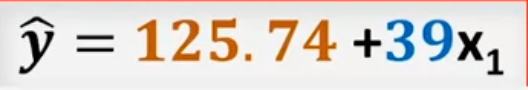 ŷ = 125.74 +39x₁